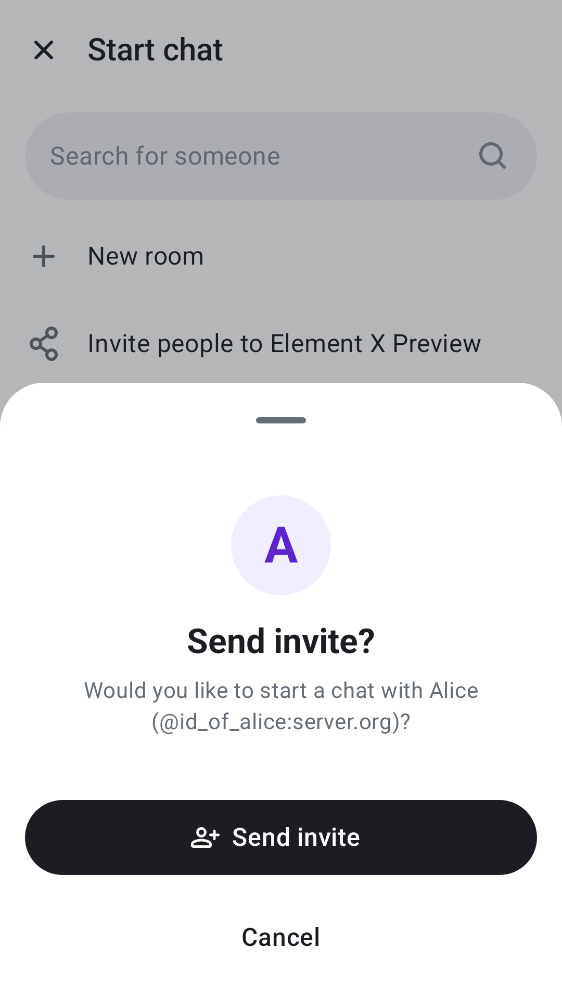 Start chat
Search for someone
New room
Invite people to Element X Preview
A
Send invite?
Would you like to start a chat with Alice
(@id_of_alice:server.org)?
Send invite
Cancel